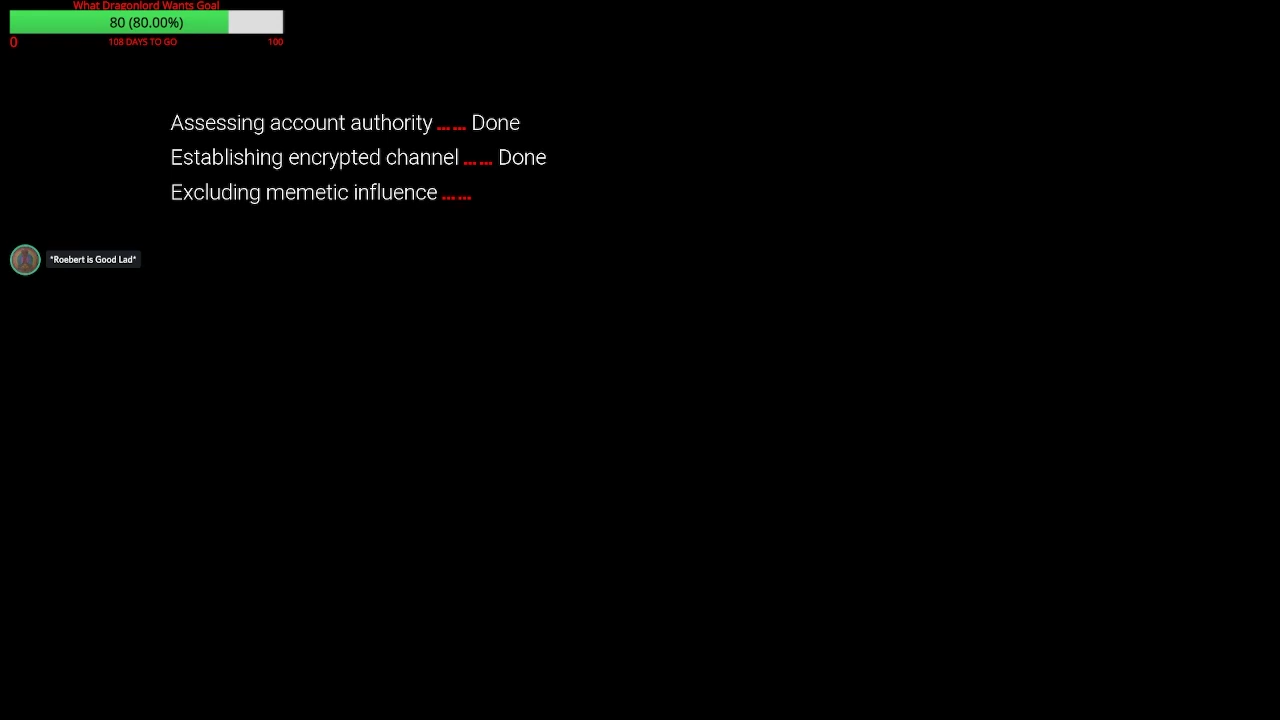 What Dragonlord Wants Goal
80 (80.00%)
0 108 DAYS TO GO 100
Assessing account authority ...... Done
Establishing encrypted channel ...... Done
Excluding memetic influence ......
*Roebert is Good Lad*